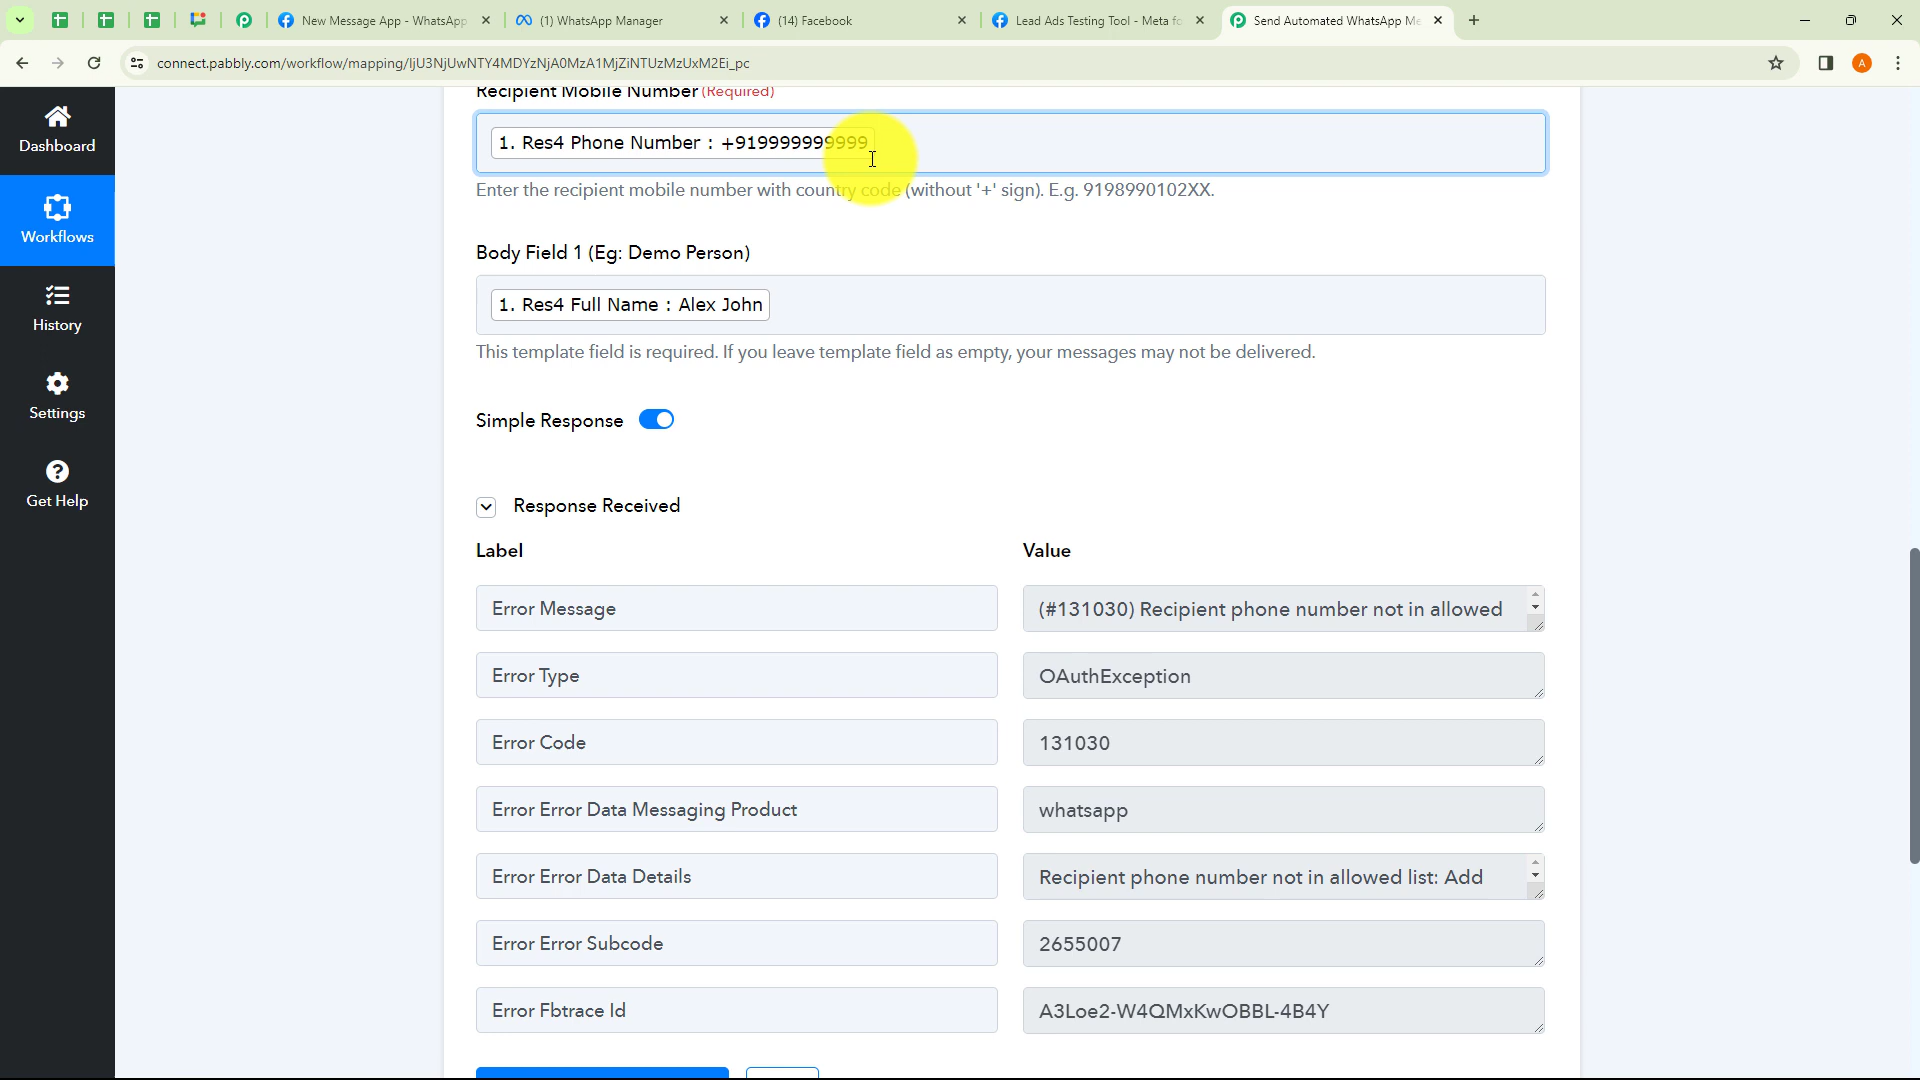 New Message App - WhatsApp
(1) WhatsApp Manager
(14) Facebook
Lead Ads Testing Tool - Meta fo
Send Automated WhatsApp Me
connect.pabbly.com/workflow/mapping/IjU3NjUwNTY4MDYzNjA0MzA1MjZiNTUzMzUxM2Ei_pc
A
Dashboard
Workflows
History
Settings
Get Help
Recipient Mobile Number (Required)
1. Res4 Phone Number : +919999999999
Enter the recipient mobile number with country code (without '+' sign). E.g. 9198990102XX.
Body Field 1 (Eg: Demo Person)
1. Res4 Full Name : Alex John
This template field is required. If you leave template field as empty, your messages may not be delivered.
Simple Response
Response Received
Label Value
Error Message (#131030) Recipient phone number not in allowed
Error Type OAuthException
Error Code 131030
Error Error Data Messaging Product whatsapp
Error Error Data Details Recipient phone number not in allowed list: Add
Error Error Subcode 2655007
Error Fbtrace Id A3Loe2-W4QMxKwOBBL-4B4Y